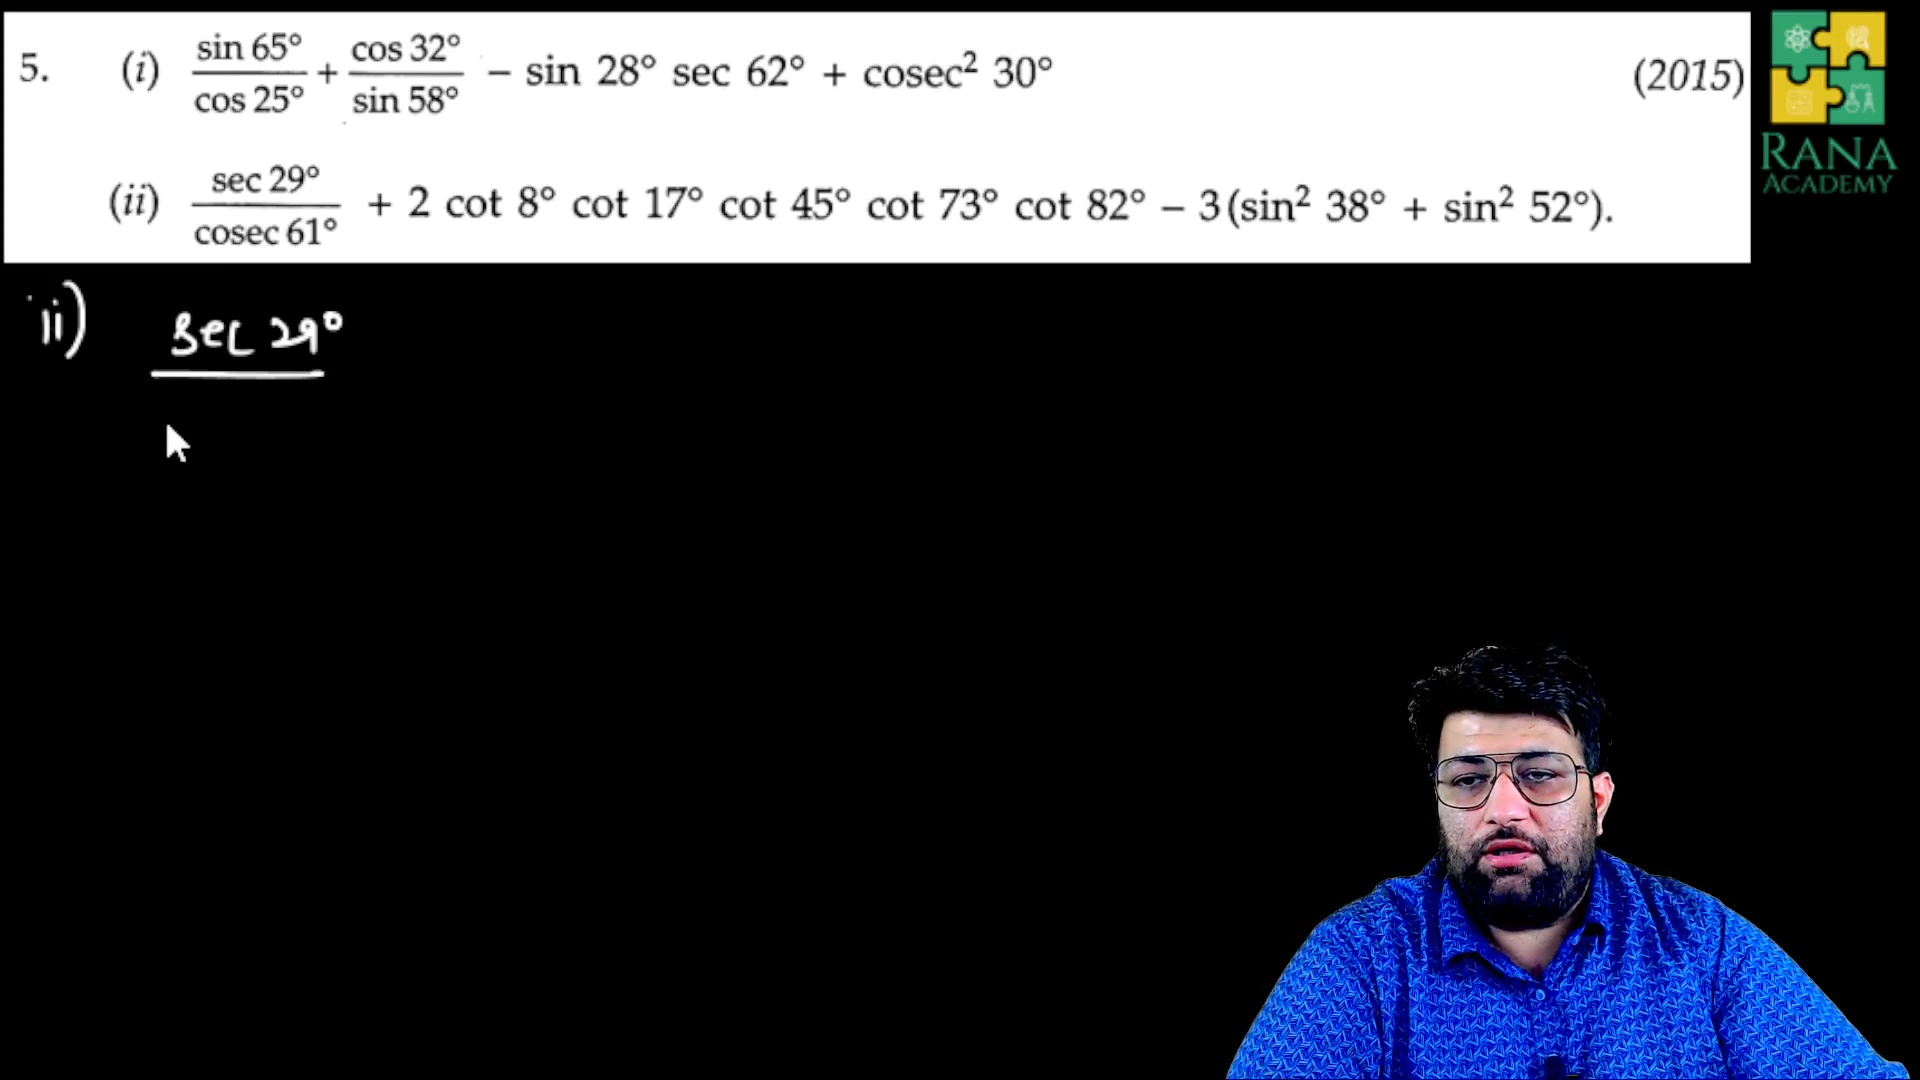 5. (i) sin 65°/cos 25° + cos 32°/sin 58° − sin 28° sec 62° + cosec² 30° (2015)
(ii) sec 29°/cosec 61° + 2 cot 8° cot 17° cot 45° cot 73° cot 82° − 3(sin² 38° + sin² 52°).
RANA
ACADEMY
ii) sec 29°